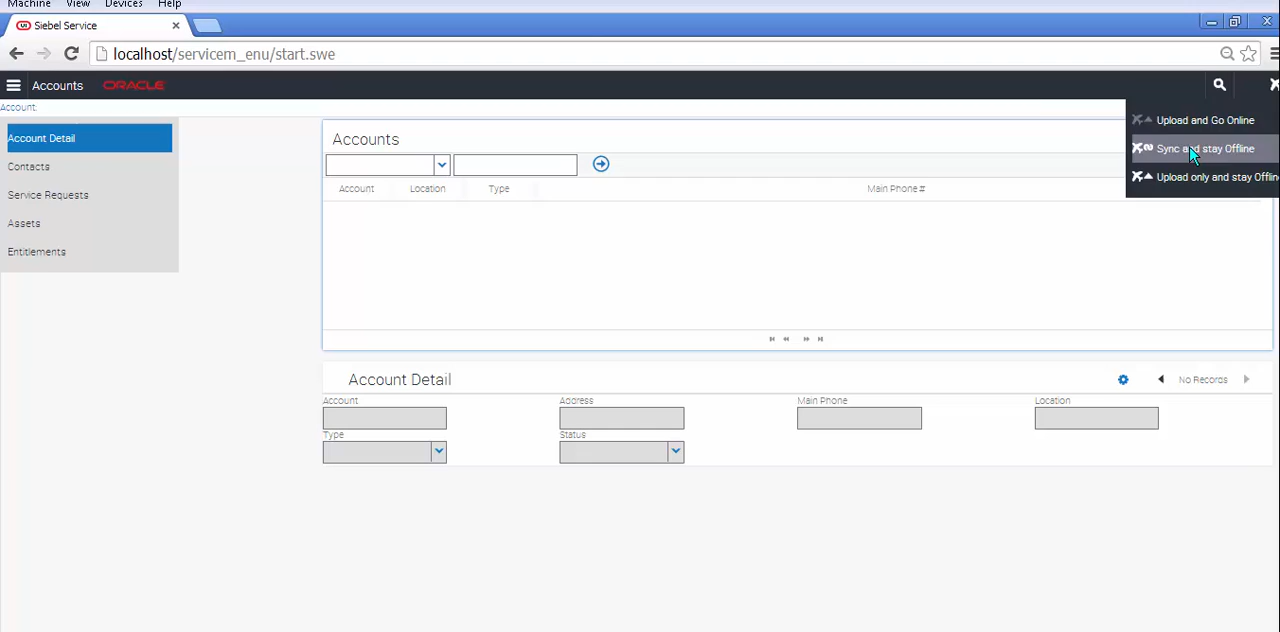 Machine View Devices Help
Siebel Service
localhost/servicem_enu/start.swe
Accounts ORACLE
Account:
Upload and Go Online
Sync and stay Offline
Upload only and stay Offlin
Account Detail
Contacts
Service Requests
Assets
Entitlements
Accounts
Account Location Type Main Phone #
Account Detail
No Records
Account Address Main Phone Location
Type Status